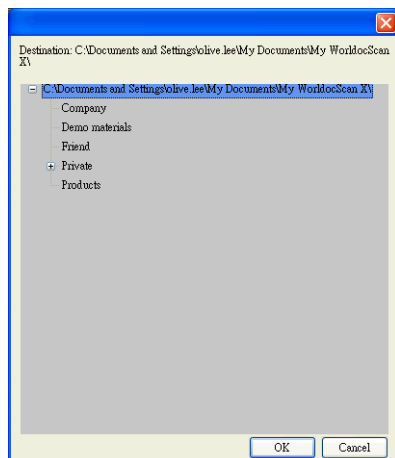 Destination: C:\Documents and Settings\olive.lee\My Documents\My WorldocScan
X\
C:\Documents and Settings\olive.lee\My Documents\My WorldocScan X\
Company
Demo materials
Friend
Private
Products
OK Cancel